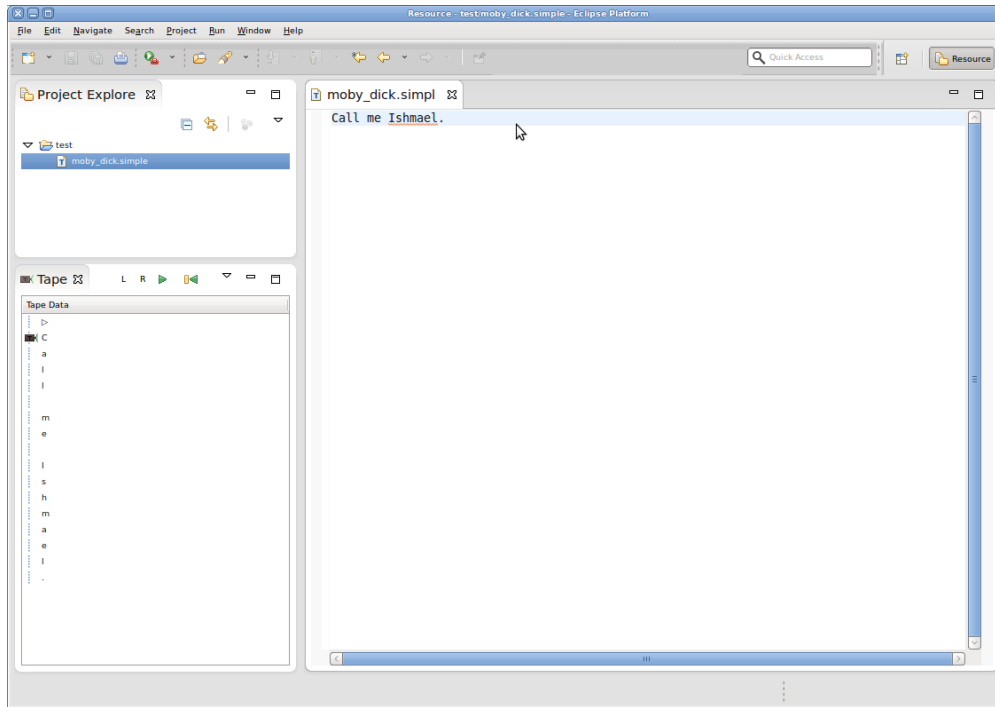 Resource - test/moby_dick.simple - Eclipse Platform
File Edit Navigate Search Project Run Window Help
Quick Access
Resource
Project Explore
test
moby_dick.simple
Tape
L R
Tape Data
▷
C
a
l
l
m
e
I
s
h
m
a
e
l
.
moby_dick.simpl
Call me Ishmael.